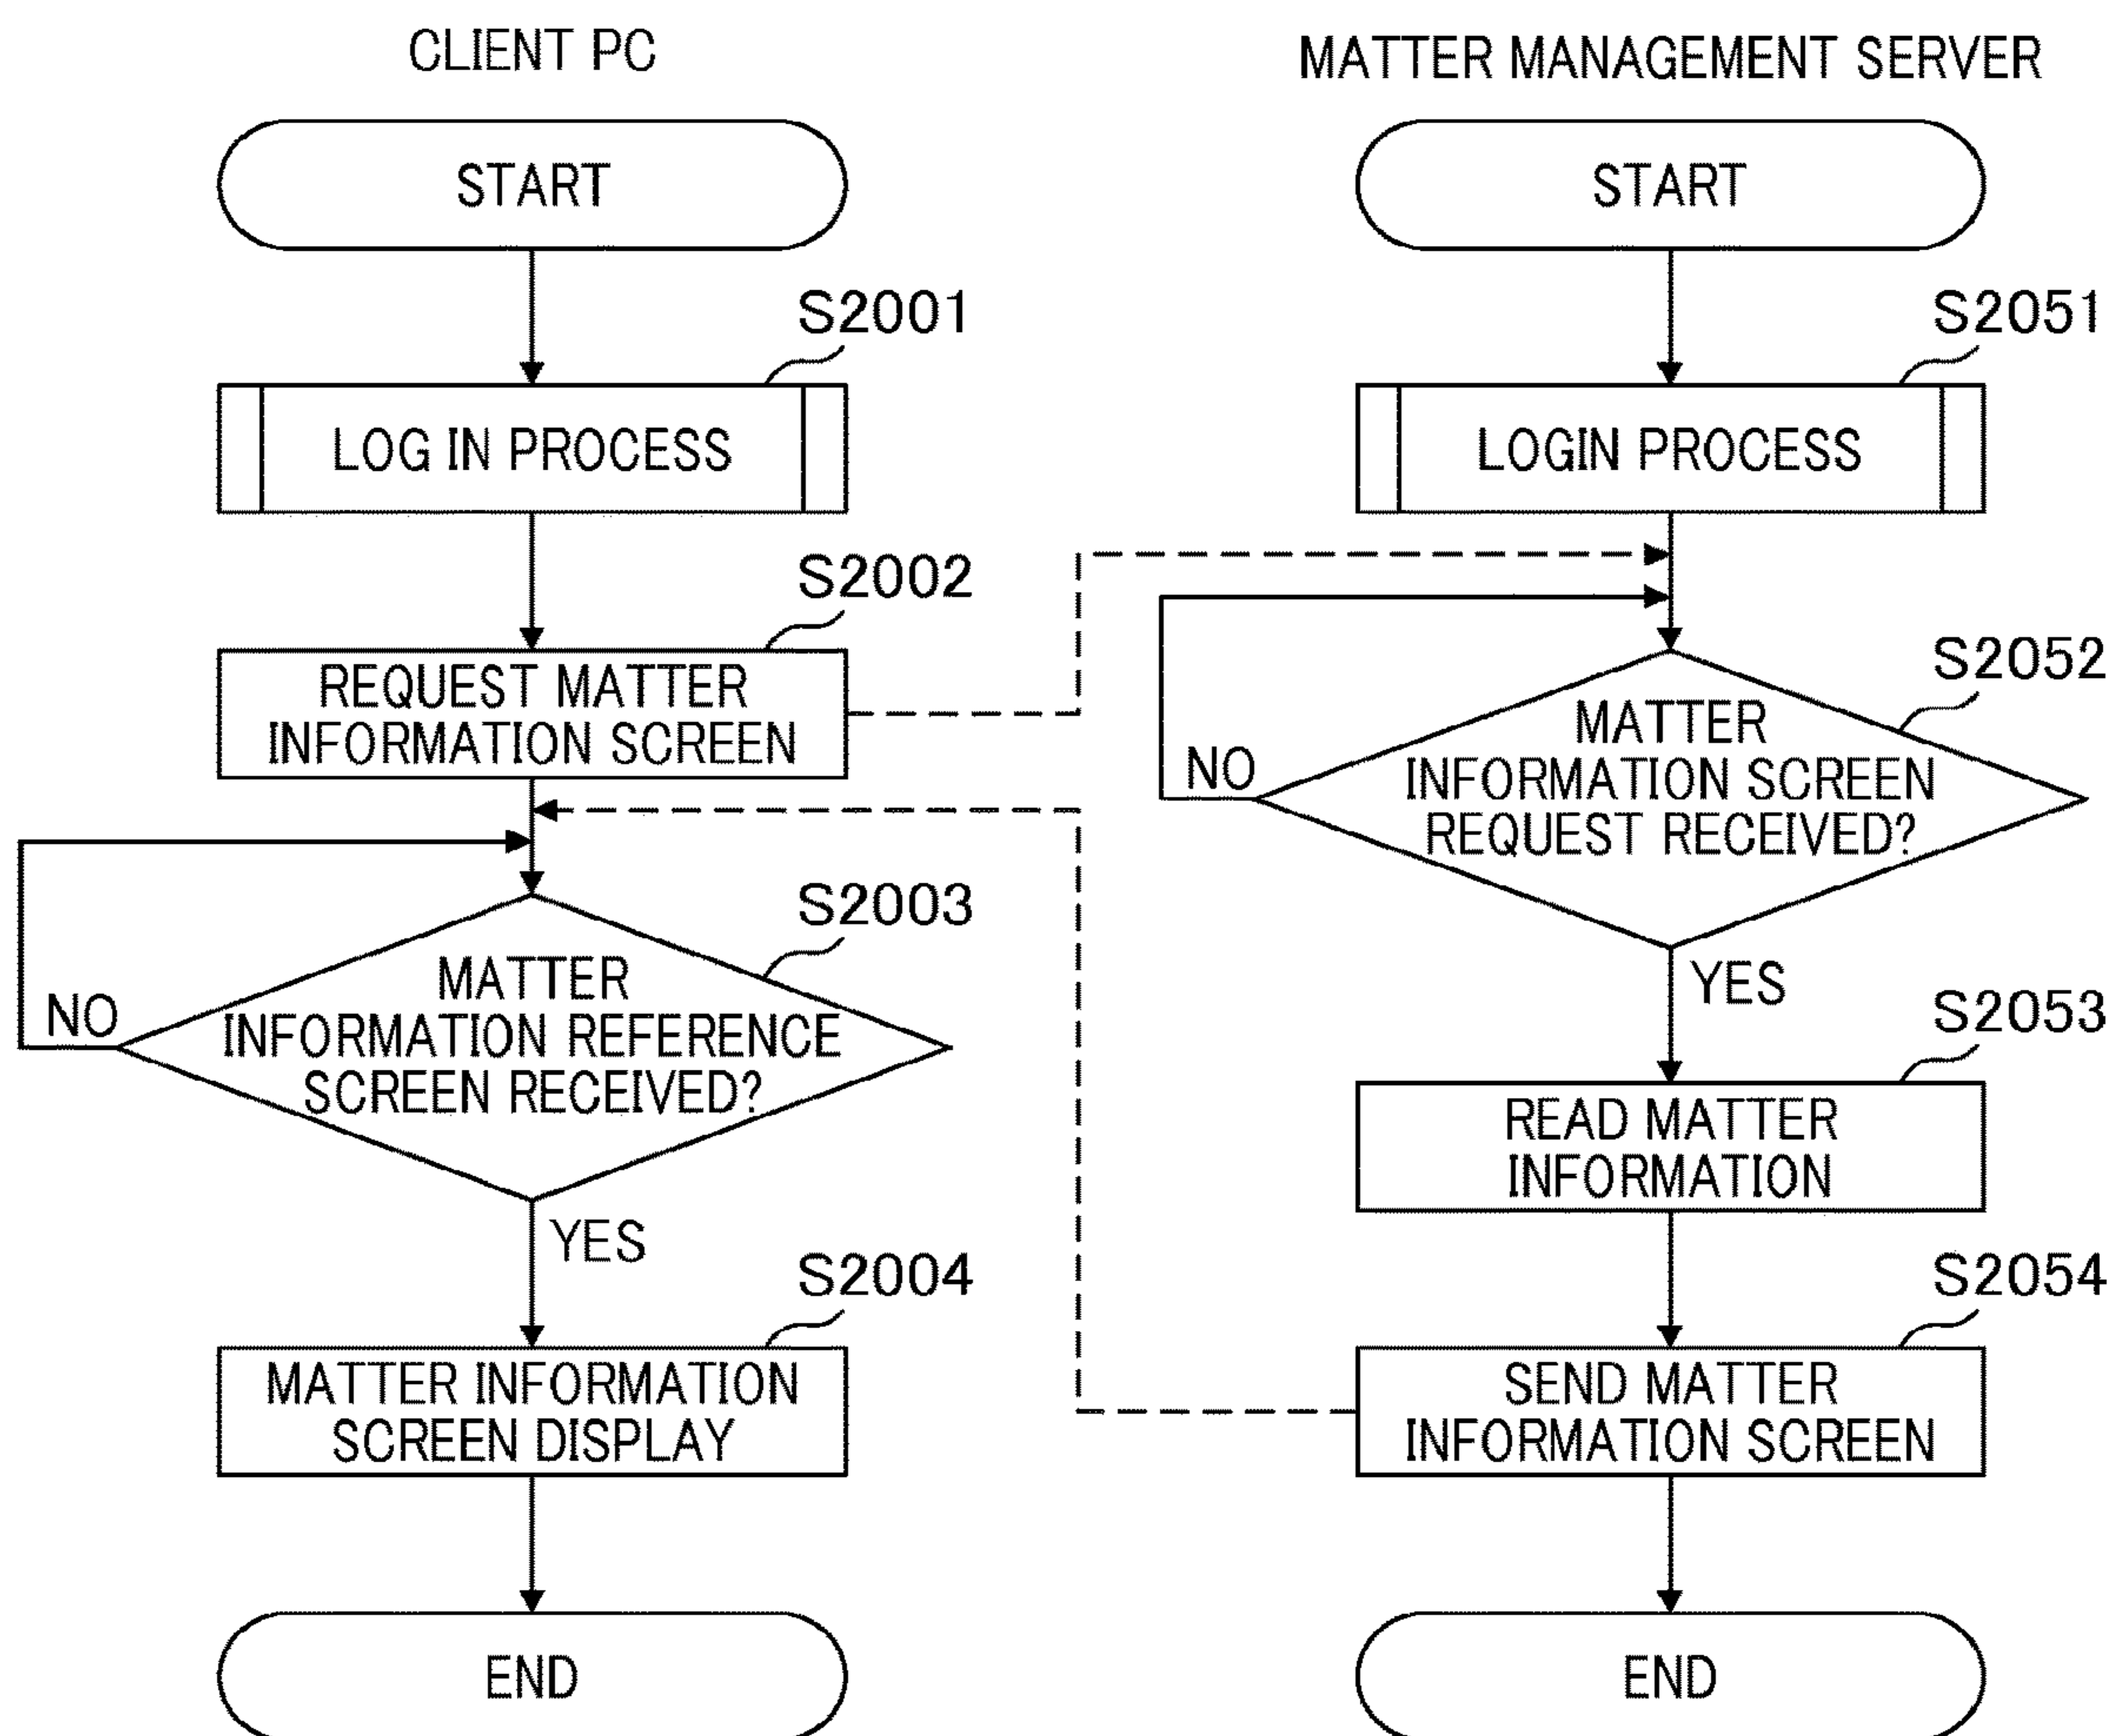 CLIENT PC
START
S2001
LOG IN PROCESS
S2002
REQUEST MATTER
INFORMATION SCREEN
S2003
MATTER
INFORMATION REFERENCE
SCREEN RECEIVED?
NO
YES
S2004
MATTER INFORMATION
SCREEN DISPLAY
END
MATTER MANAGEMENT SERVER
START
S2051
LOGIN PROCESS
S2052
MATTER
INFORMATION SCREEN
REQUEST RECEIVED?
NO
YES
S2053
READ MATTER
INFORMATION
S2054
SEND MATTER
INFORMATION SCREEN
END